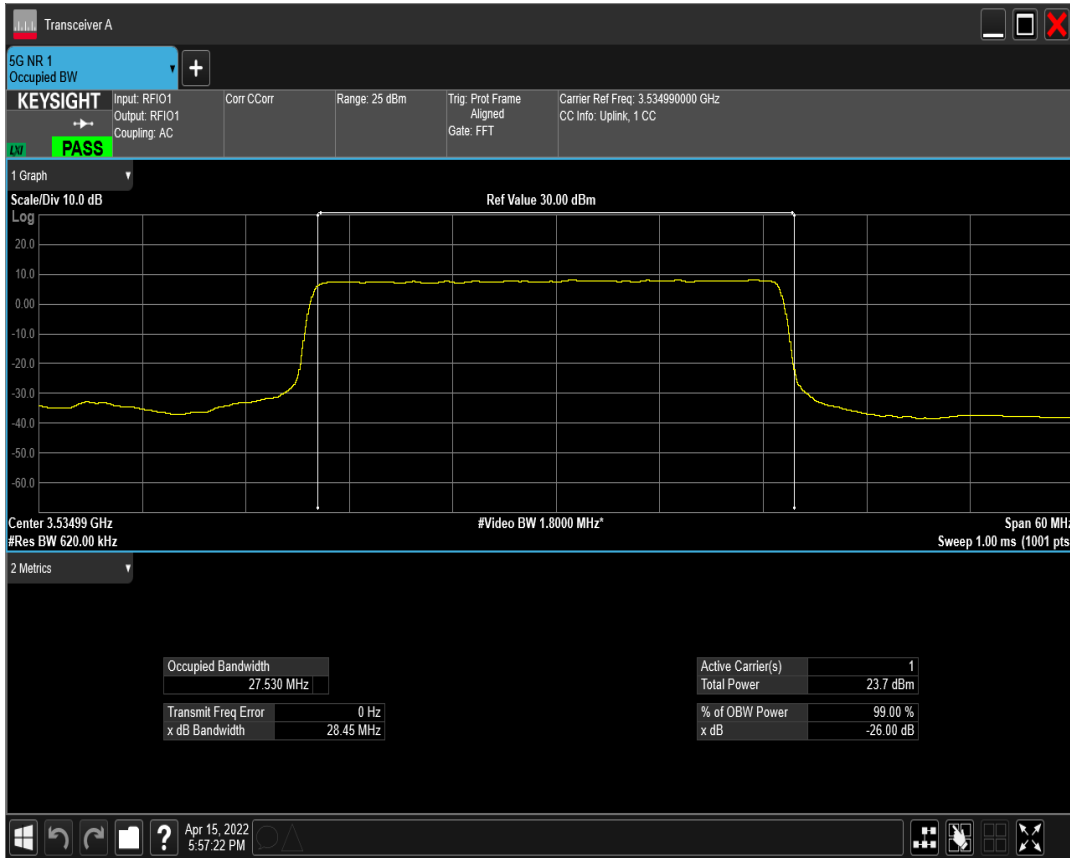 Transceiver A
5G NR 1
Occupied BW
KEYSIGHT
LXI
PASS
Input: RFIO1
Output: RFIO1
Coupling: AC
Corr CCorr
Range: 25 dBm
Trig: Prot Frame
Aligned
Gate: FFT
Carrier Ref Freq: 3.534990000 GHz
CC Info: Uplink, 1 CC
1 Graph
Scale/Div 10.0 dB
Ref Value 30.00 dBm
Log
20.0
10.0
0.00
-10.0
-20.0
-30.0
-40.0
-50.0
-60.0
Center 3.53499 GHz
#Video BW 1.8000 MHz*
Span 60 MHz
#Res BW 620.00 kHz
Sweep 1.00 ms (1001 pts
2 Metrics
Occupied Bandwidth
27.530 MHz
Transmit Freq Error 0 Hz
x dB Bandwidth 28.45 MHz
Active Carrier(s) 1
Total Power 23.7 dBm
% of OBW Power 99.00 %
x dB -26.00 dB
?
Apr 15, 2022
5:57:22 PM